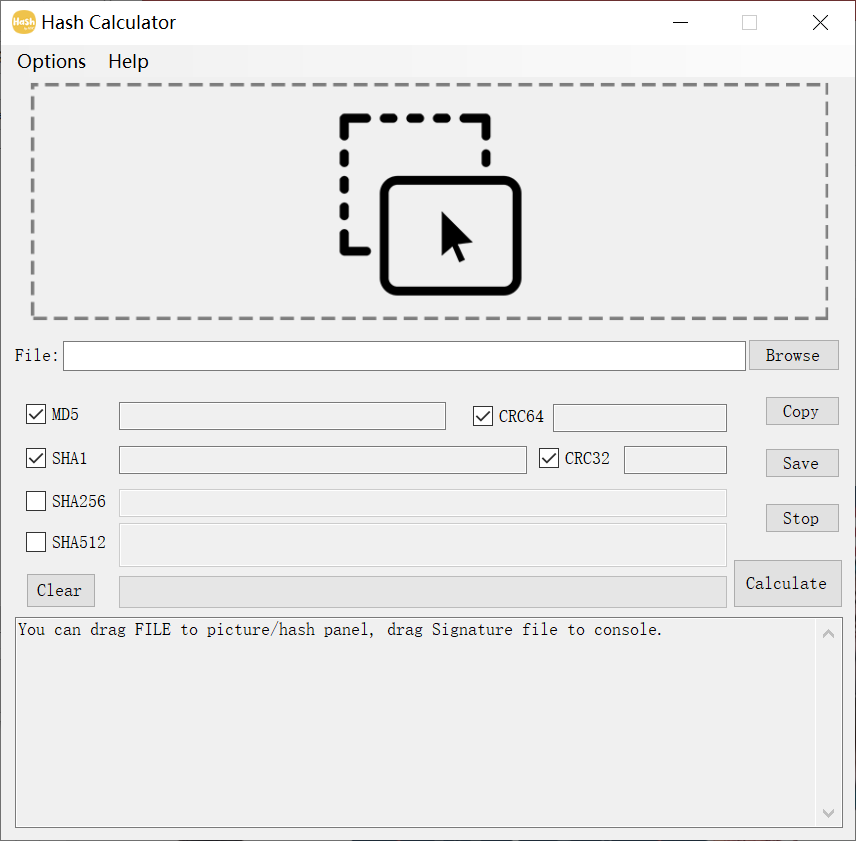 Hash Calculator
Options Help
File: Browse
MD5 CRC64 Copy
SHA1 CRC32 Save
SHA256
Stop
SHA512
Clear Calculate
You can drag FILE to picture/hash panel, drag Signature file to console.